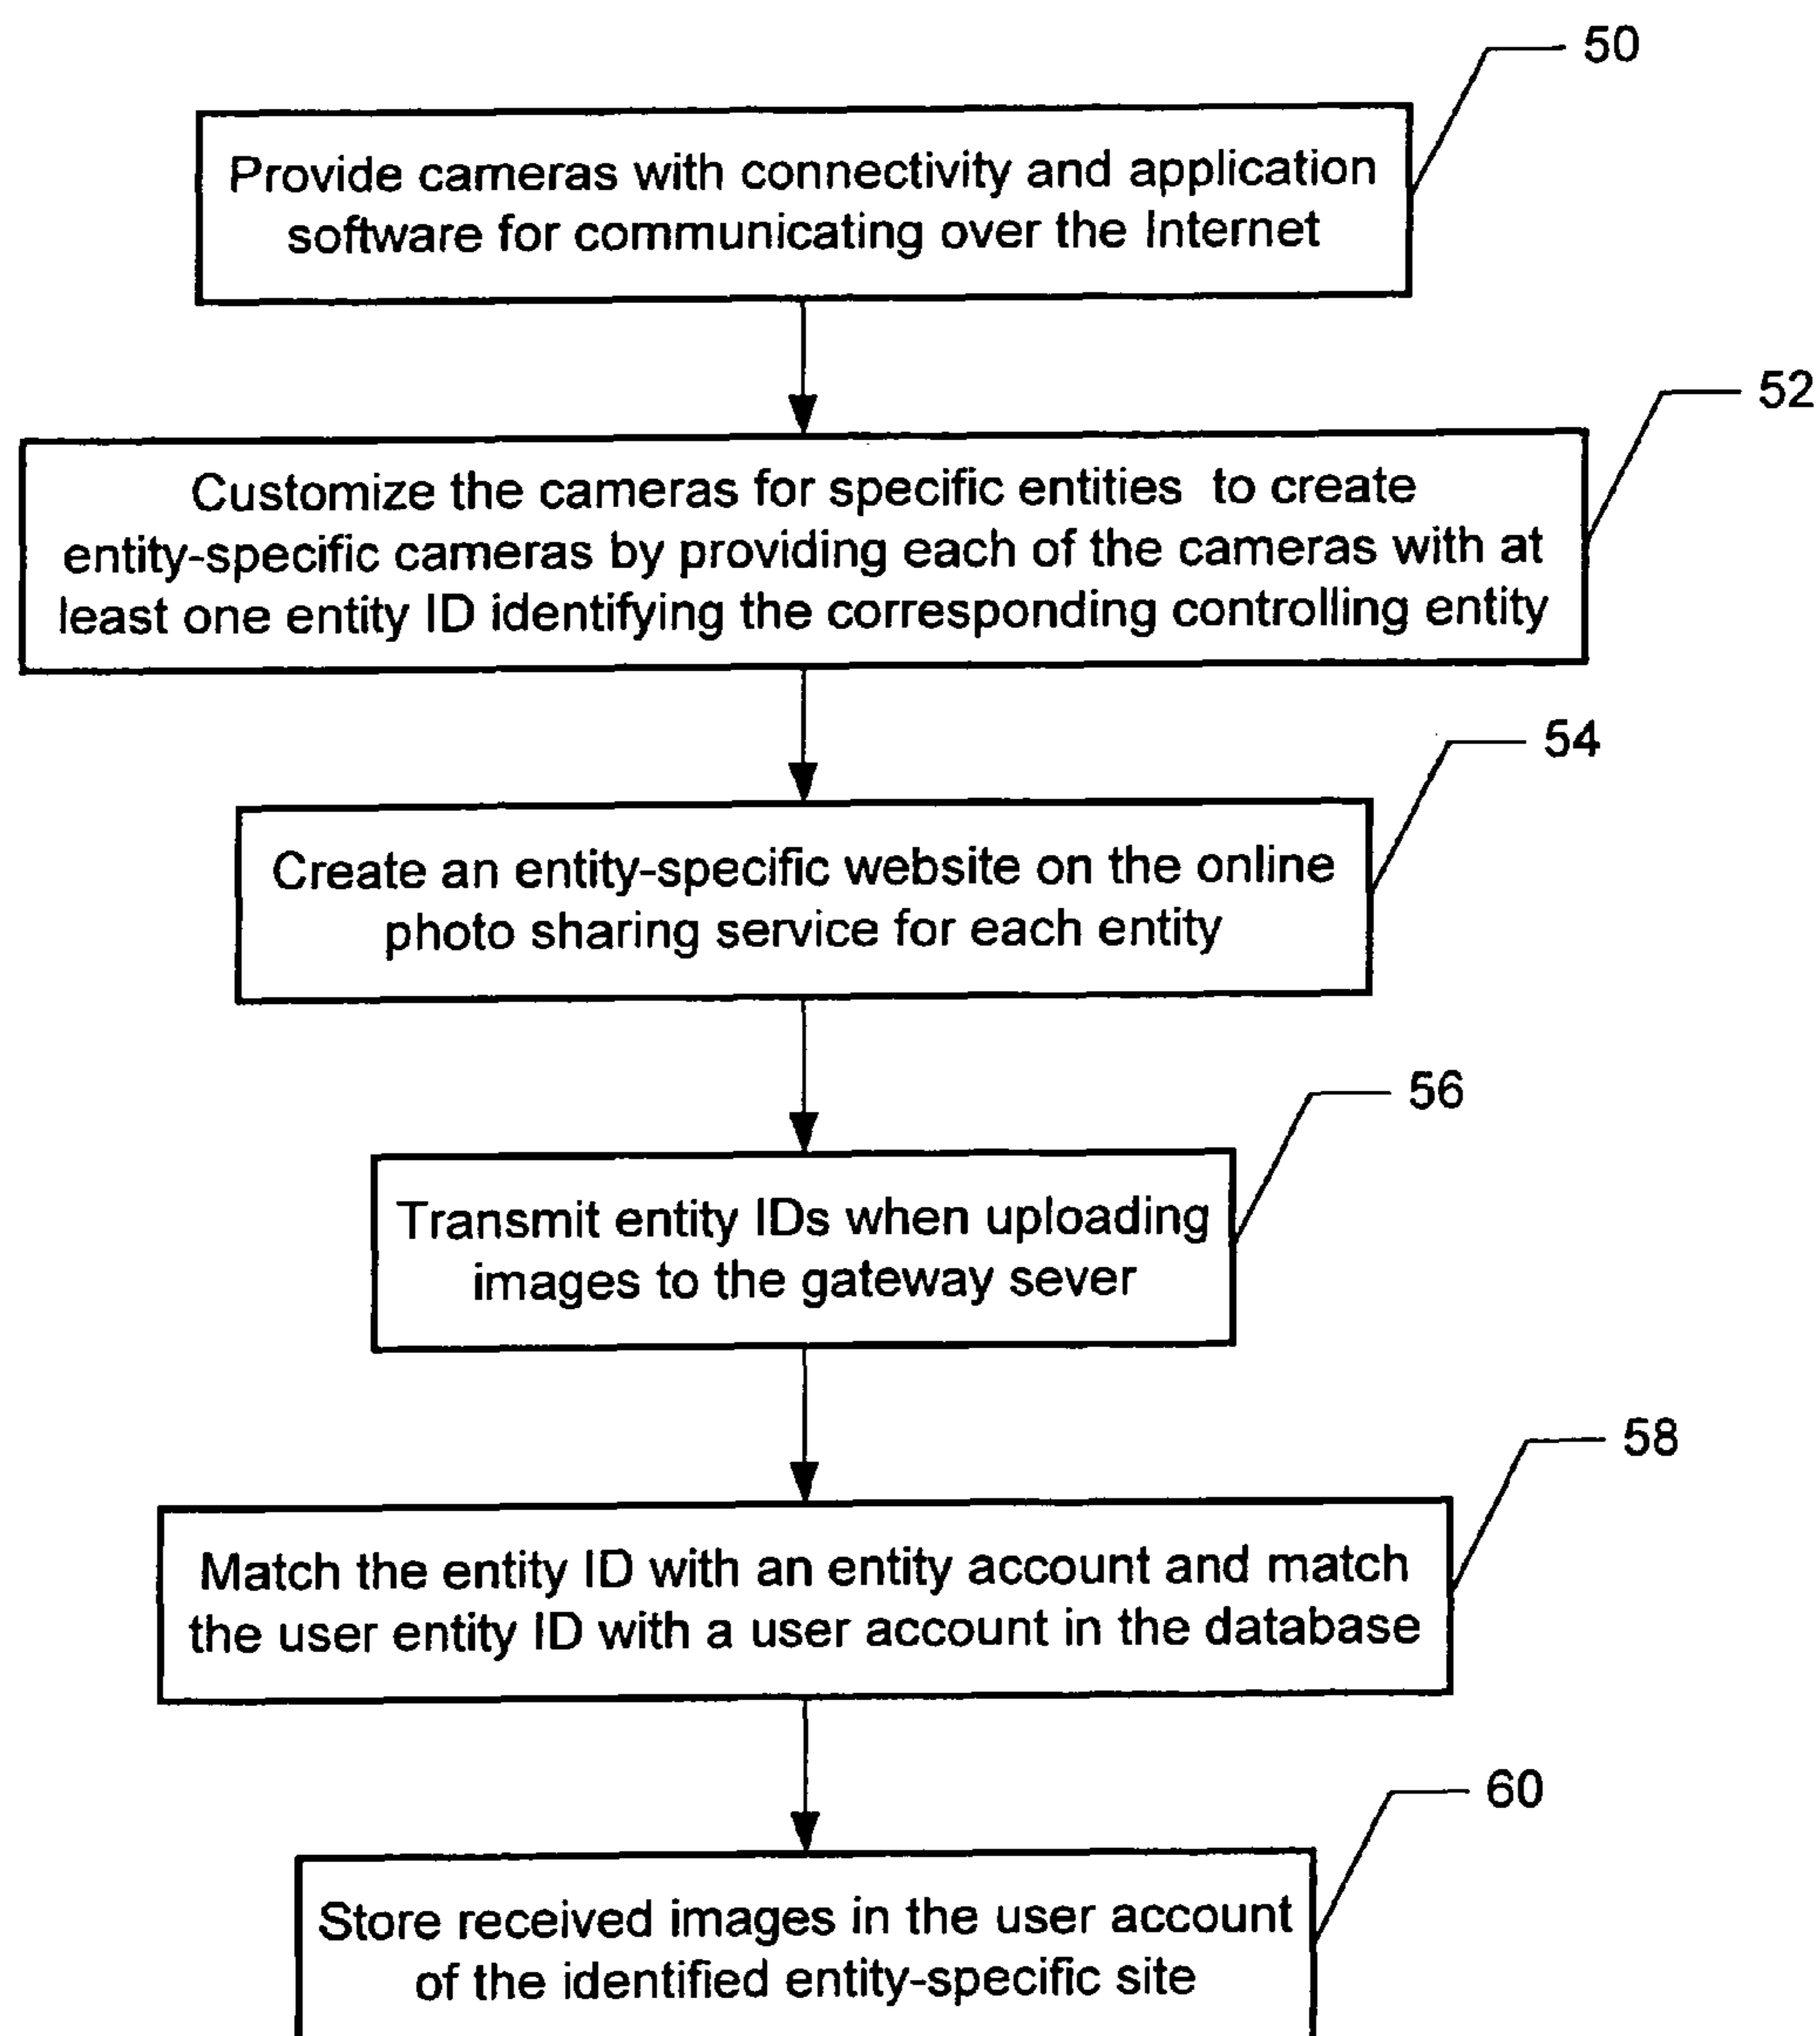 50
Provide cameras with connectivity and application
software for communicating over the Internet
52
Customize the cameras for specific entities to create
entity-specific cameras by providing each of the cameras with at
least one entity ID identifying the corresponding controlling entity
54
Create an entity-specific website on the online
photo sharing service for each entity
56
Transmit entity IDs when uploading
images to the gateway sever
58
Match the entity ID with an entity account and match
the user entity ID with a user account in the database
60
Store received images in the user account
of the identified entity-specific site